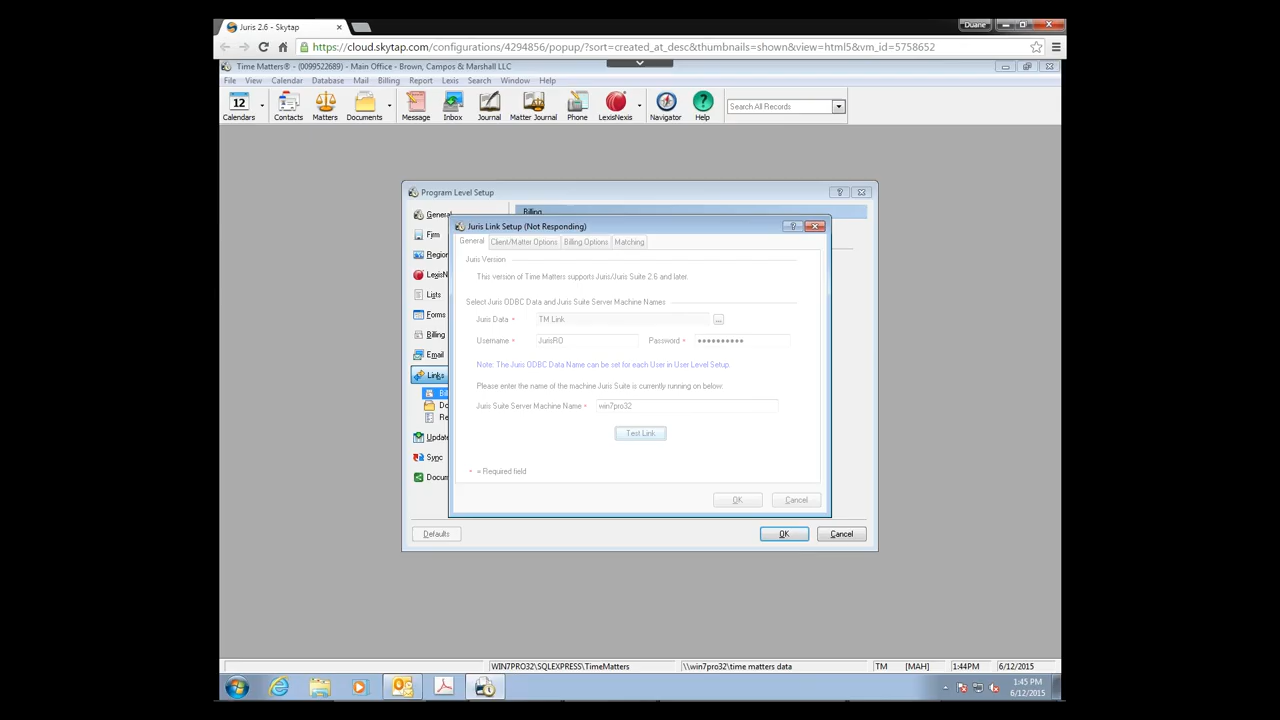 Juris 2.6 - Skytap
Duane
https://cloud.skytap.com/configurations/4294856/popup/?sort=created_at_desc&thumbnails=shown&view=html5&vm_id=5758652
Time Matters® - (0099522689) - Main Office - Brown, Campos & Marshall LLC
File View Calendar Database Mail Billing Report Lexis Search Window Help
12
Calendars Contacts Matters Documents Message Inbox Journal Matter Journal Phone LexisNexis Navigator Help
Search All Records
Program Level Setup
General
Billing
Juris Link Setup (Not Responding)
Firm
General Client/Matter Options Billing Options Matching
Region
Juris Version
LexisN
This version of Time Matters supports Juris/Juris Suite 2.6 and later.
Lists
Select Juris ODBC Data and Juris Suite Server Machine Names
Forms
Juris Data * TM Link ...
Billing
Username * JurisRO Password * ●●●●●●●●●●
Email
Note: The Juris ODBC Data Name can be set for each User in User Level Setup.
Links
Please enter the name of the machine Juris Suite is currently running on below.
Bil
Do
Juris Suite Server Machine Name * win7pro32
Re
Test Link
Update
Sync
* = Required field
Docum
OK Cancel
Defaults OK Cancel
WIN7PRO32\SQLEXPRESS\TimeMatters \\win7pro32\time matters data TM [MAH] 1:44PM 6/12/2015
1:45 PM
6/12/2015